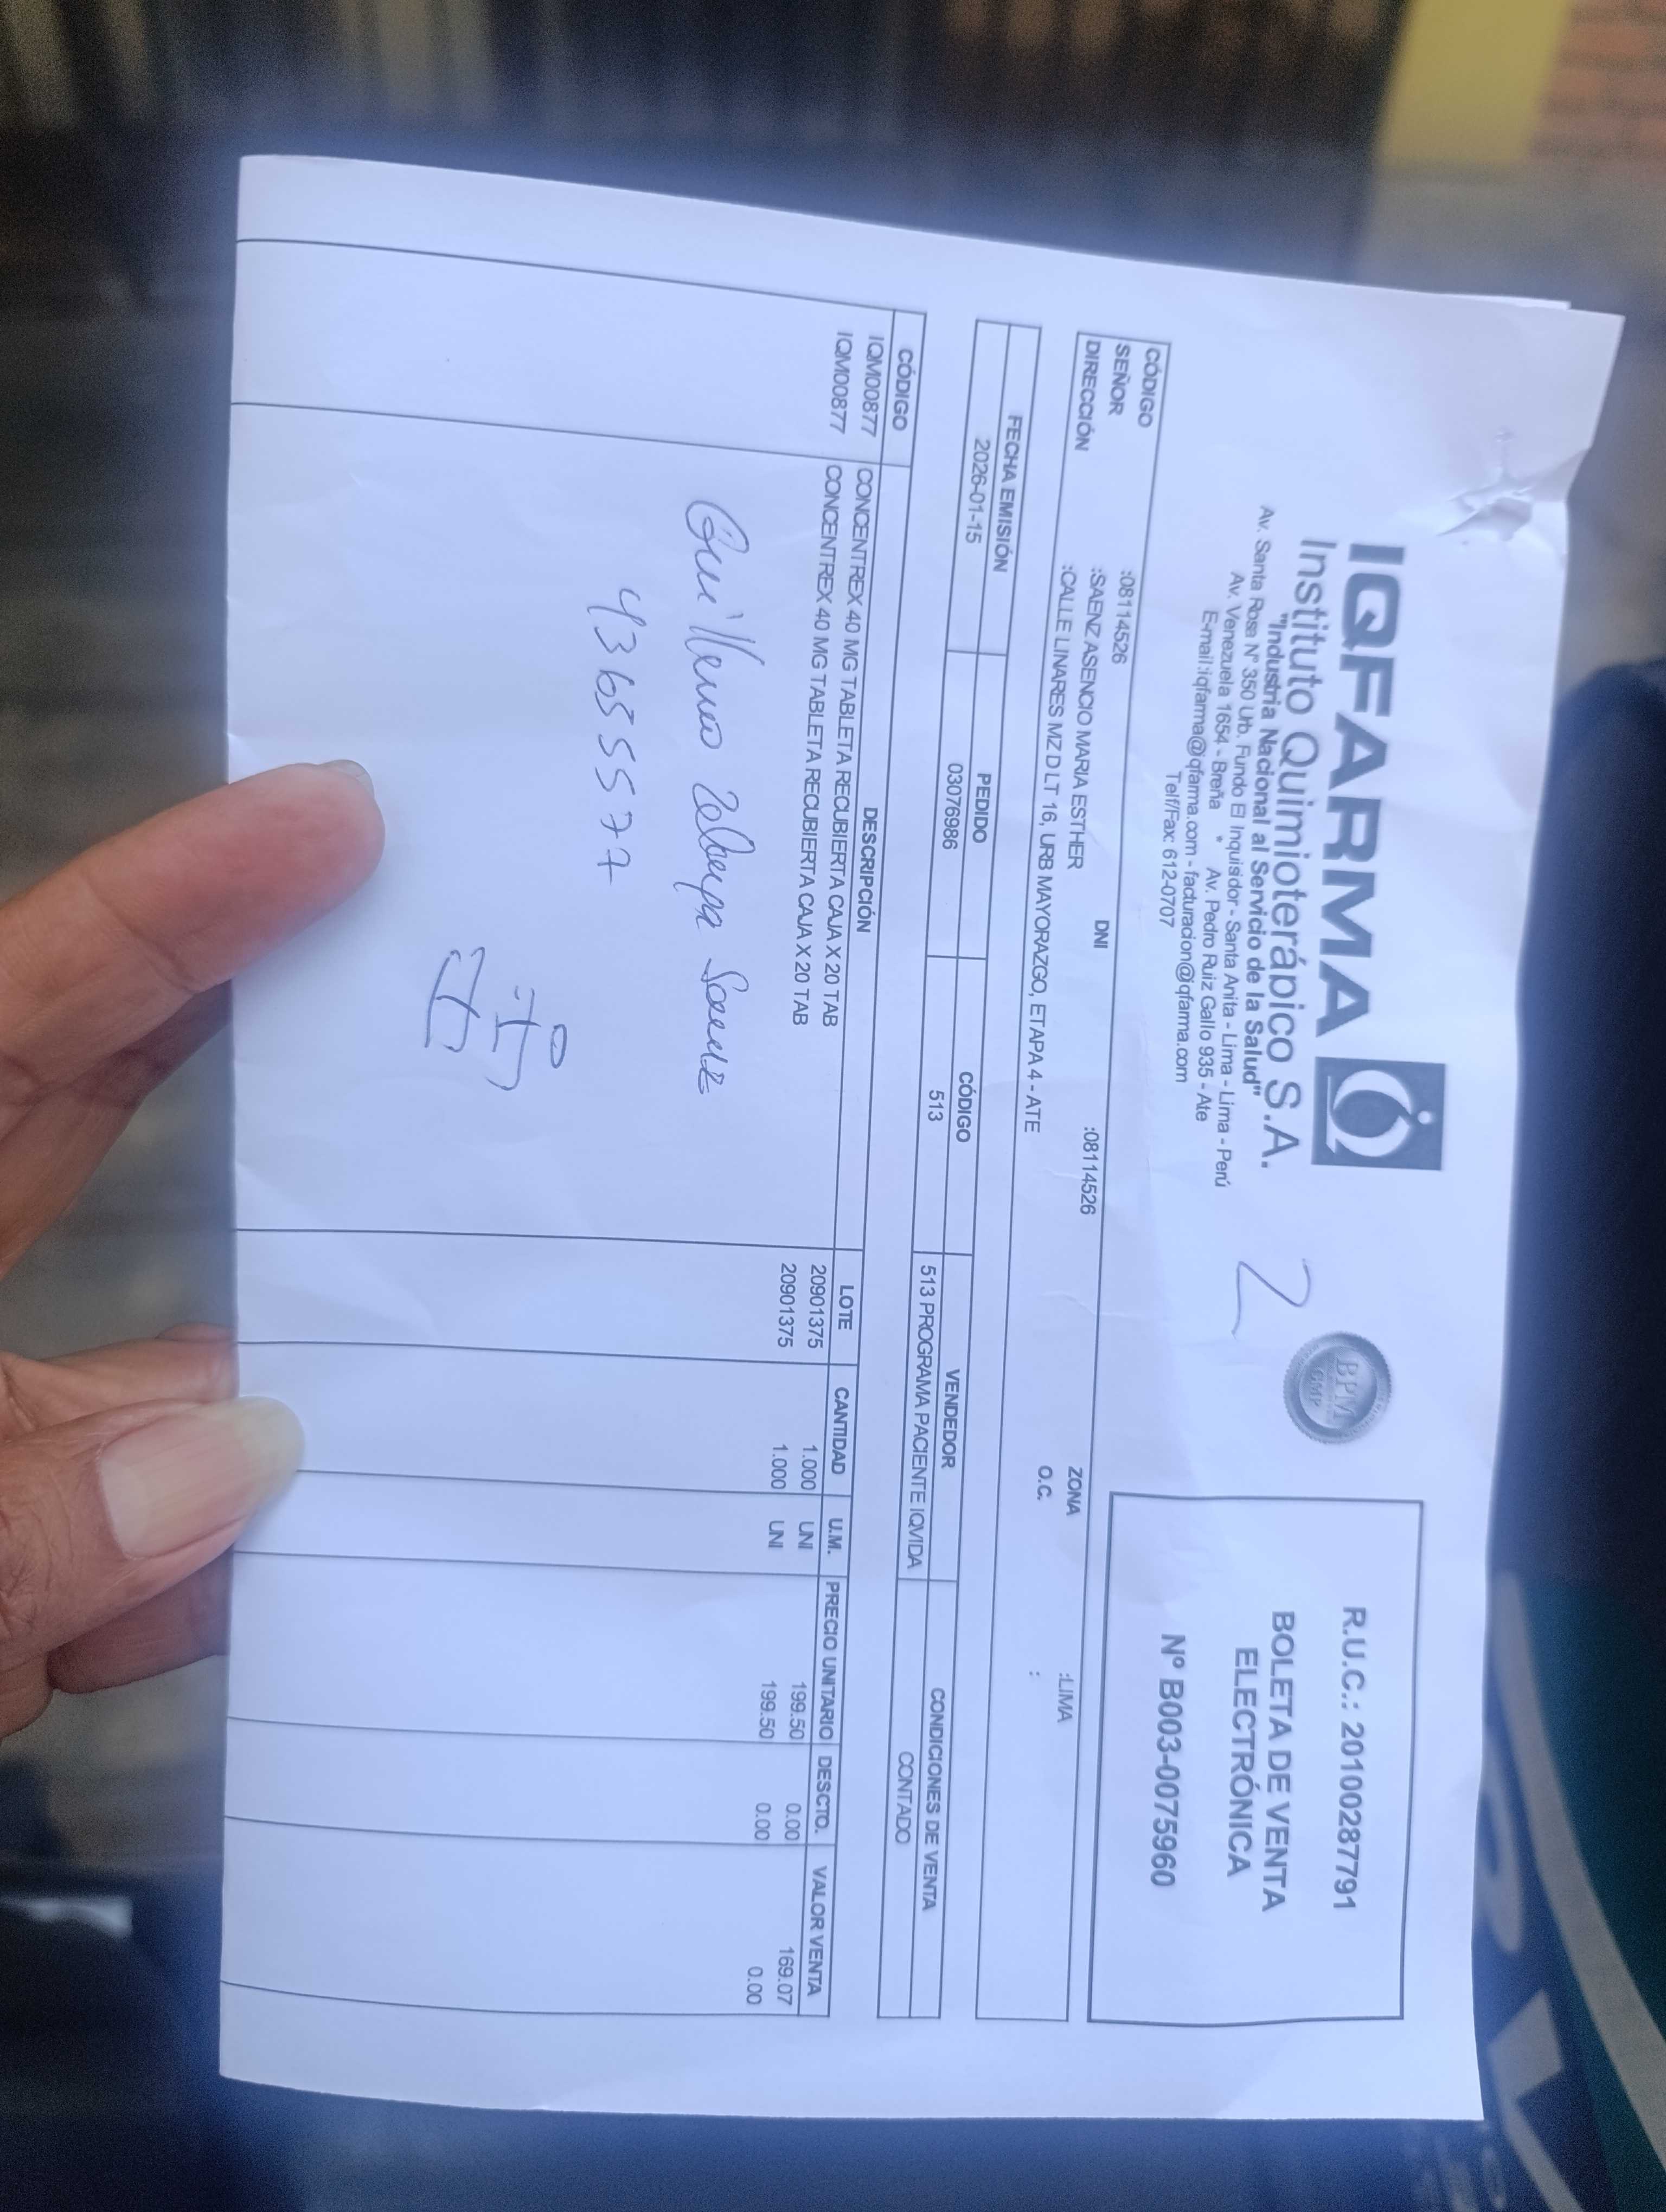 IQFARMA
Instituto Quimioterápico S.A.
"Industria Nacional al Servicio de la Salud"
Av. Santa Rosa N° 350 Urb. Fundo El Inquisidor - Santa Anita - Lima - Lima - Perú
Av. Venezuela 1654 - Breña * Av. Pedro Ruiz Gallo 935 - Ate
E-mail:iqfarma@qfarma.com - facturacion@qfarma.com
Telf/Fax: 612-0707
2
BPM
GMP
R.U.C.: 20100287791
BOLETA DE VENTA
ELECTRÓNICA
Nº B003-0075960
CÓDIGO :08114526
SEÑOR :SAENZ ASENCIO MARIA ESTHER DNI :08114526 ZONA :LIMA
DIRECCIÓN :CALLE LINARES MZ D LT 16, URB MAYORAZGO, ETAPA 4 - ATE O.C. :
FECHA EMISIÓN PEDIDO CÓDIGO VENDEDOR CONDICIONES DE VENTA
2026-01-15 03076986 513 513 PROGRAMA PACIENTE IQVIDA CONTADO
CÓDIGO DESCRIPCIÓN LOTE CANTIDAD U.M. PRECIO UNITARIO DESCTO. VALOR VENTA
IQM00877 CONCENTREX 40 MG TABLETA RECUBIERTA CAJA X 20 TAB 20901375 1.000 UNI 199.50 0.00 169.07
IQM00877 CONCENTREX 40 MG TABLETA RECUBIERTA CAJA X 20 TAB 20901375 1.000 UNI 199.50 0.00 0.00
Guillermo
43655577